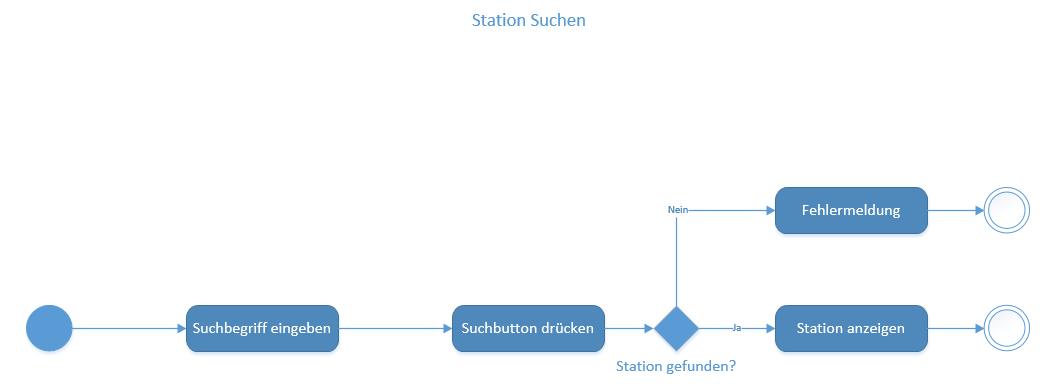 Station Suchen
Nein
Fehlermeldung
Suchbegriff eingeben
Suchbutton drücken
Ja
Station anzeigen
Station gefunden?